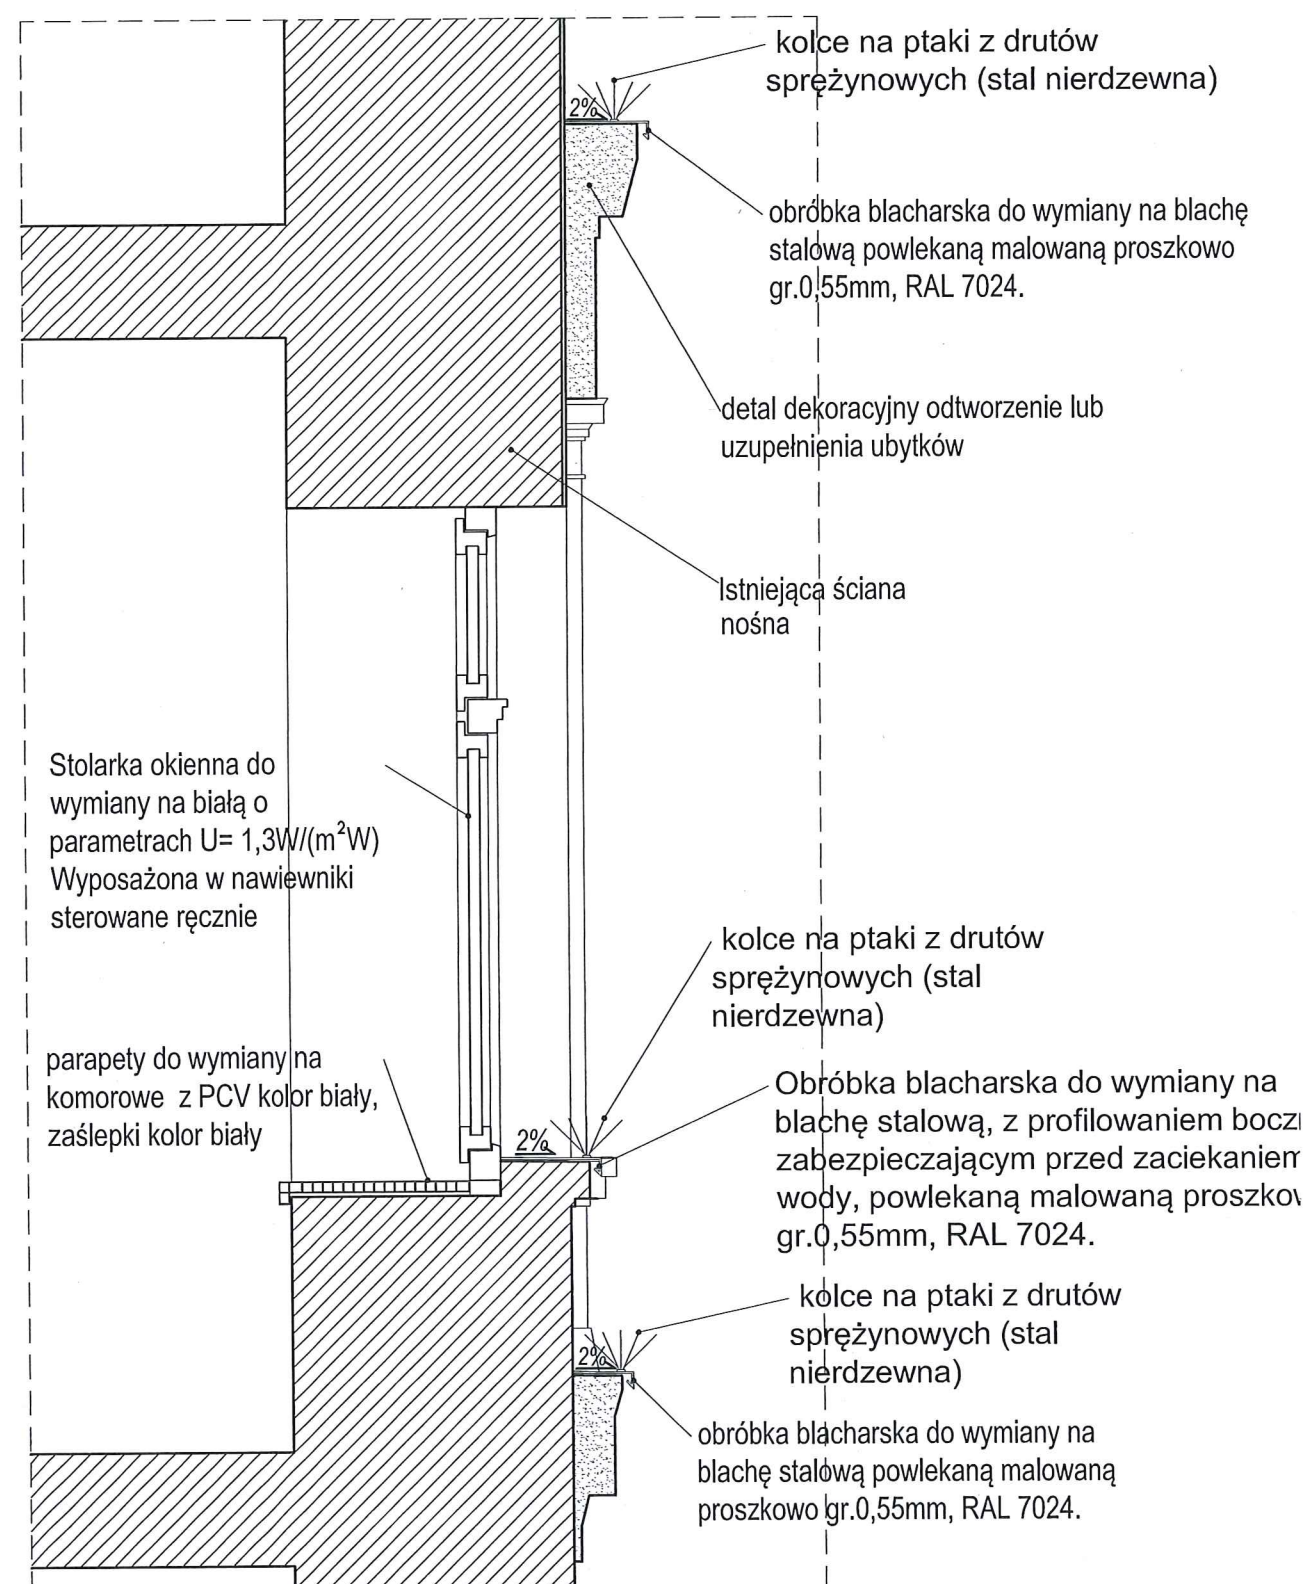 kolce na ptaki z drutów
sprężynowych (stal nierdzewna)
2%
obróbka blacharska do wymiany na blachę
stalową powlekaną malowaną proszkowo
gr.0,55mm, RAL 7024.
detal dekoracyjny odtworzenie lub
uzupełnienia ubytków
Istniejąca ściana
nośna
Stolarka okienna do
wymiany na białą o
parametrach U= 1,3W/(m²W)
Wyposażona w nawiewniki
sterowane ręcznie
kolce na ptaki z drutów
sprężynowych (stal
nierdzewna)
parapety do wymiany na
komorowe z PCV kolor biały,
zaślepki kolor biały
2%
Obróbka blacharska do wymiany na
blachę stalową, z profilowaniem
zabezpieczającym przed zaciekaniem
wody, powlekaną malowaną
gr.0,55mm, RAL 7024.
kolce na ptaki z drutów
sprężynowych (stal
nierdzewna)
2%
obróbka blacharska do wymiany na
blachę stalową powlekaną malowaną
proszkowo gr.0,55mm, RAL 7024.